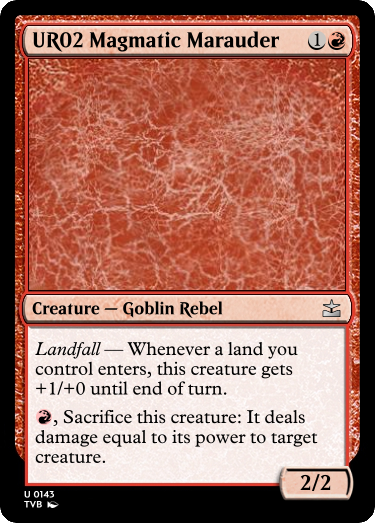 UR02 Magmatic Marauder 1
Creature — Goblin Rebel
Landfall — Whenever a land you
control enters, this creature gets
+1/+0 until end of turn.
, Sacrifice this creature: It deals
damage equal to its power to target
creature.
2/2
U 0143
TVB